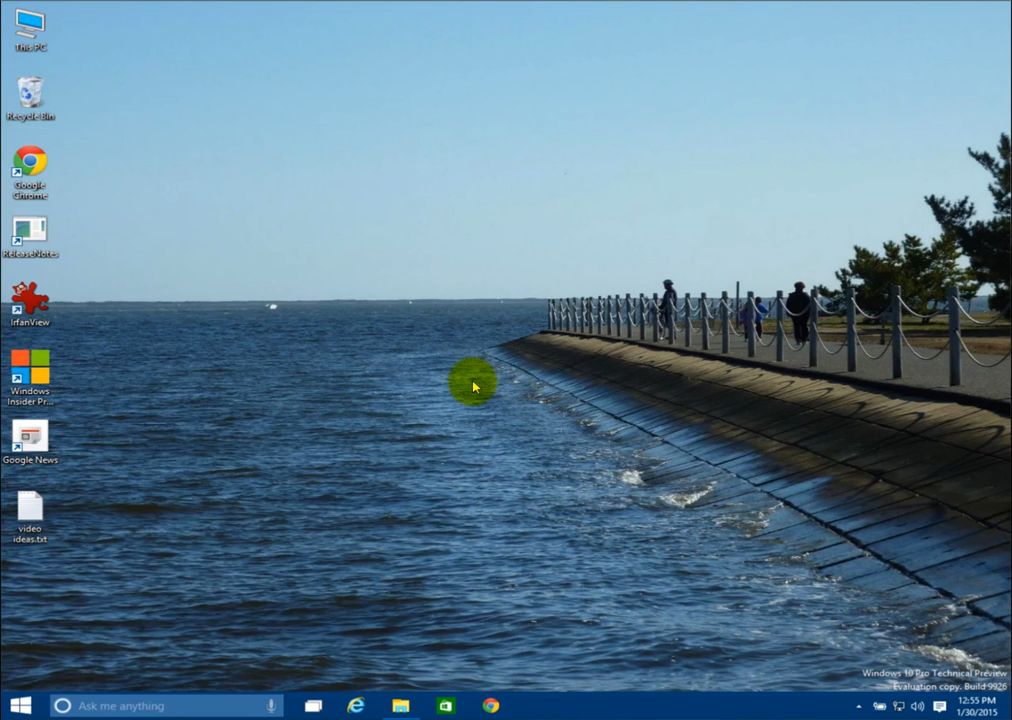 This PC
Recycle Bin
Google
Chrome
ReleaseNotes
IrfanView
Windows
Insider Pr...
Google News
video
ideas.txt
Windows 10 Pro Technical Preview
Evaluation copy. Build 9926
Ask me anything
12:55 PM
1/30/2015